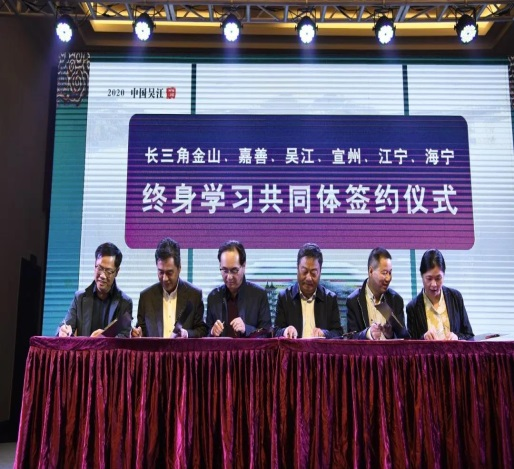 2020 中国吴江
长三角金山、嘉善、吴江、宣州、江宁、海宁
终身学习共同体签约仪式